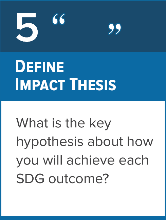 5 “ ”
DEFINE
IMPACT THESIS
What is the key
hypothesis about how
you will achieve each
SDG outcome?